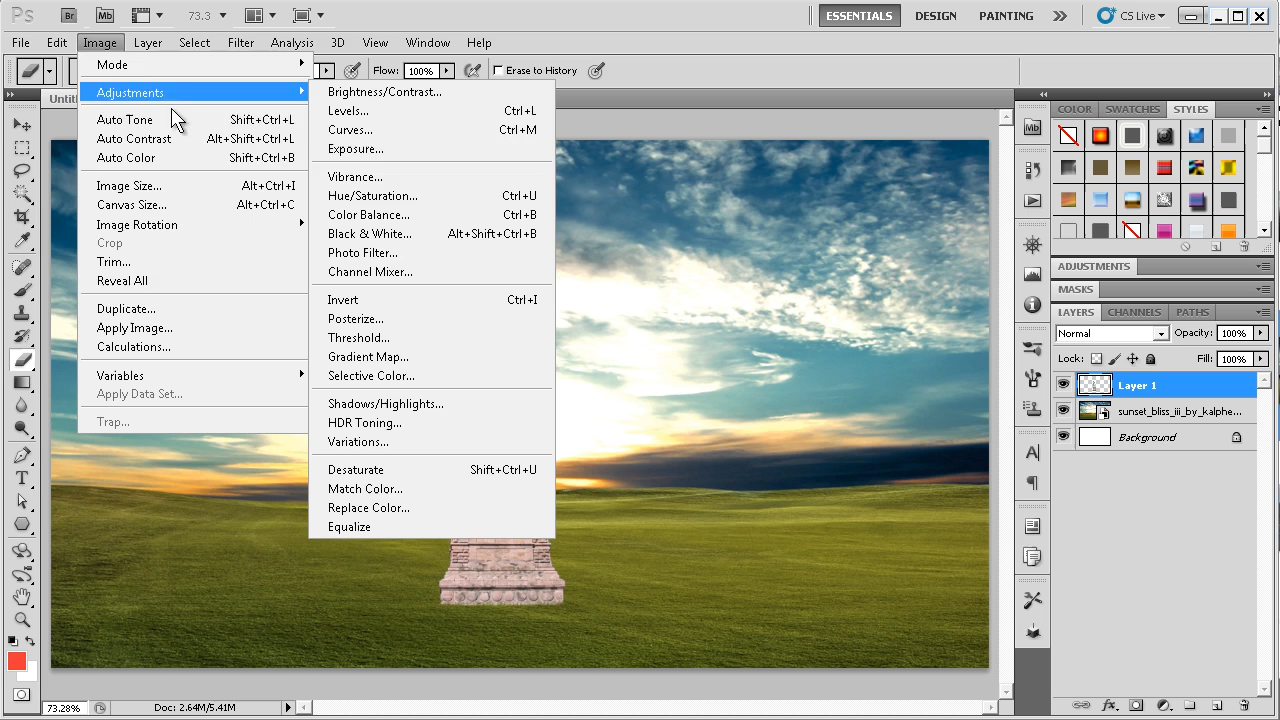 Ps Br Mb 73.3 ESSENTIALS DESIGN PAINTING CS Live
File Edit Image Layer Select Filter Analysis 3D View Window Help
Flow: 100% Erase to History
Mode
Adjustments
Auto Tone Shift+Ctrl+L
Auto Contrast Alt+Shift+Ctrl+L
Auto Color Shift+Ctrl+B
Image Size... Alt+Ctrl+I
Canvas Size... Alt+Ctrl+C
Image Rotation
Crop
Trim...
Reveal All
Duplicate...
Apply Image...
Calculations...
Variables
Apply Data Set...
Trap...
Brightness/Contrast...
Levels... Ctrl+L
Curves... Ctrl+M
Exposure...
Vibrance...
Hue/Saturation... Ctrl+U
Color Balance... Ctrl+B
Black & White... Alt+Shift+Ctrl+B
Photo Filter...
Channel Mixer...
Invert Ctrl+I
Posterize...
Threshold...
Gradient Map...
Selective Color...
Shadows/Highlights...
HDR Toning...
Variations...
Desaturate Shift+Ctrl+U
Match Color...
Replace Color...
Equalize
Mb
COLOR SWATCHES STYLES
ADJUSTMENTS
MASKS
LAYERS CHANNELS PATHS
Normal Opacity: 100%
Lock: Fill: 100%
Layer 1
sunset_bliss_iii_by_kalphe...
Background
73.28% Doc: 2.64M/5.41M